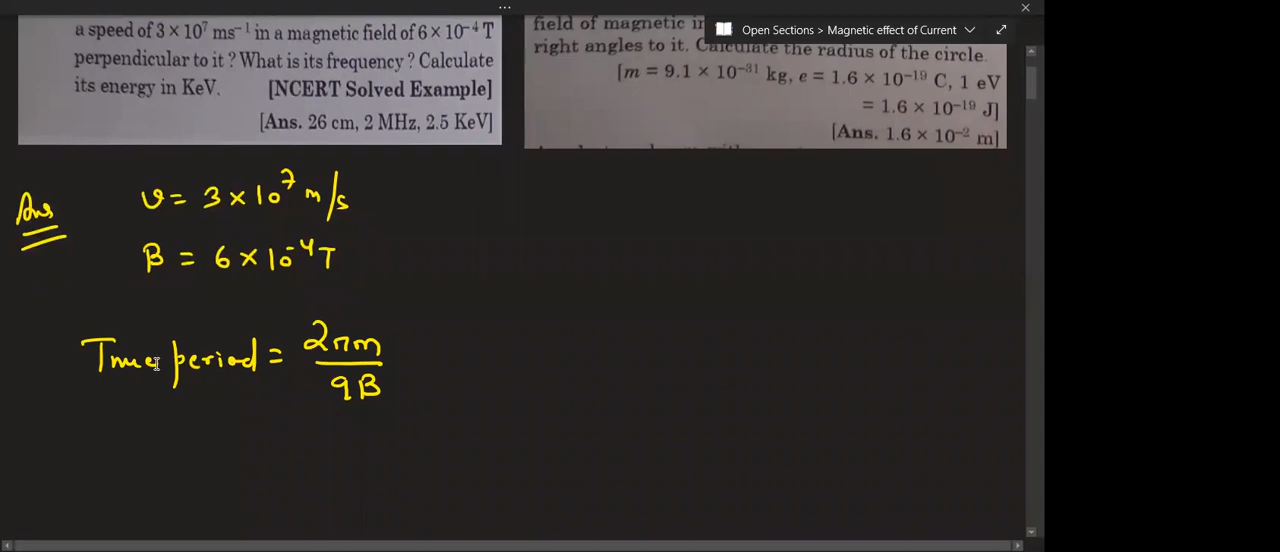 a speed of 3 × 10⁷ ms⁻¹ in a magnetic field of 6 × 10⁻⁴ T
perpendicular to it ? What is its frequency ? Calculate
its energy in KeV. [NCERT Solved Example]
[Ans. 26 cm, 2 MHz, 2.5 KeV]
field of magnetic
Open Sections > Magnetic effect of Current
right angles to it. Calculate the radius of the circle.
[m = 9.1 × 10⁻³¹ kg, e = 1.6 × 10⁻¹⁹ C, 1 eV
= 1.6 × 10⁻¹⁹ J]
[Ans. 1.6 × 10⁻² m]
Ans
v = 3 × 10⁷ m/s
B = 6 × 10⁻⁴ T
Time period = 2πm / qB